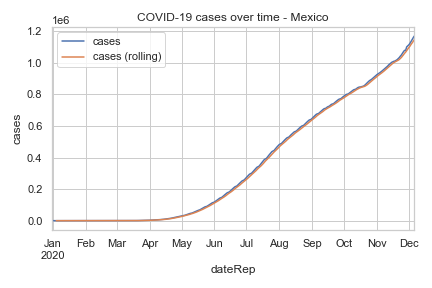 COVID-19 cases over time - Mexico
1e6
cases
cases (rolling)
1.2
1.0
0.8
0.6
0.4
0.2
0.0
cases
Jan Feb Mar Apr May Jun Jul Aug Sep Oct Nov Dec
2020
dateRep